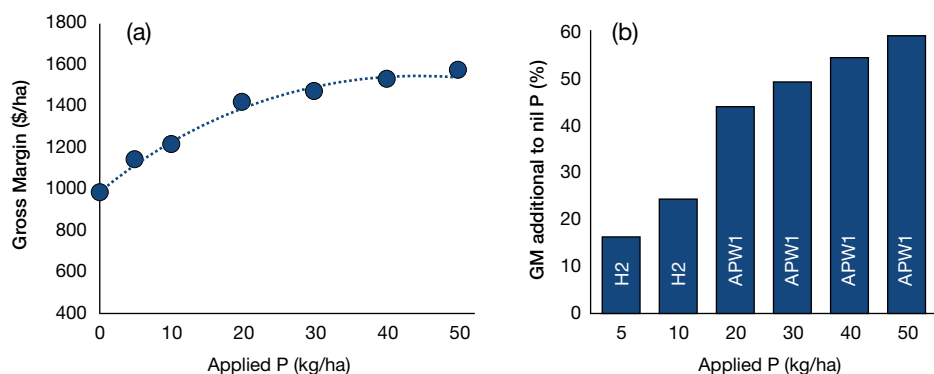 (a)
Gross Margin ($/ha)
1800
1600
1400
1200
1000
800
600
400
0 10 20 30 40 50
Applied P (kg/ha)
(b)
GM additional to nil P (%)
60
50
40
30
20
10
0
H2 H2 APW1 APW1 APW1 APW1
5 10 20 30 40 50
Applied P (kg/ha)